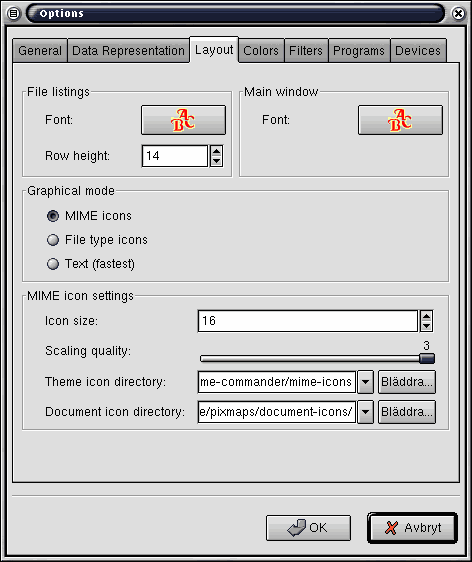 Options
General Data Representation Layout Colors Filters Programs Devices
File listings
Font: ABC
Row height: 14
Main window
Font: ABC
Graphical mode
MIME icons
File type icons
Text (fastest)
MIME icon settings
Icon size: 16
Scaling quality: 3
Theme icon directory: me-commander/mime-icons Bläddra...
Document icon directory: e/pixmaps/document-icons/ Bläddra...
OK Avbryt